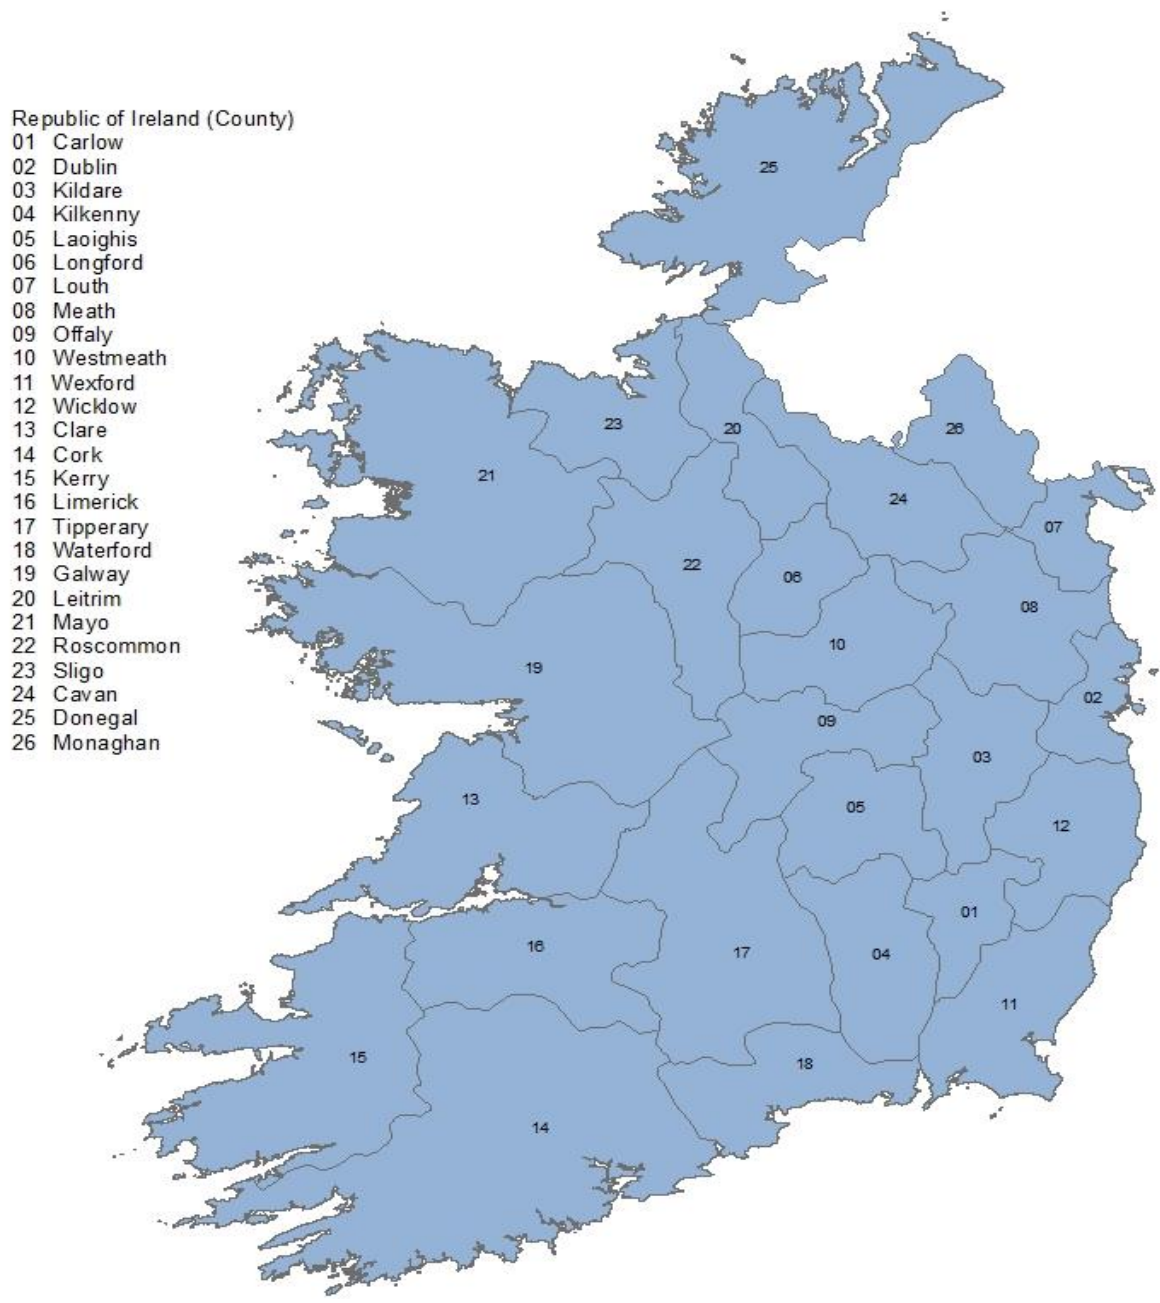 Republic of Ireland (County)
01 Carlow
02 Dublin
03 Kildare
04 Kilkenny
05 Laoighis
06 Longford
07 Louth
08 Meath
09 Offaly
10 Westmeath
11 Wexford
12 Wicklow
13 Clare
14 Cork
15 Kerry
16 Limerick
17 Tipperary
18 Waterford
19 Galway
20 Leitrim
21 Mayo
22 Roscommon
23 Sligo
24 Cavan
25 Donegal
26 Monaghan
25
23
20
26
21
24
07
22
06
08
10
19
02
09
03
13
05
12
01
16
17
04
11
15
18
14